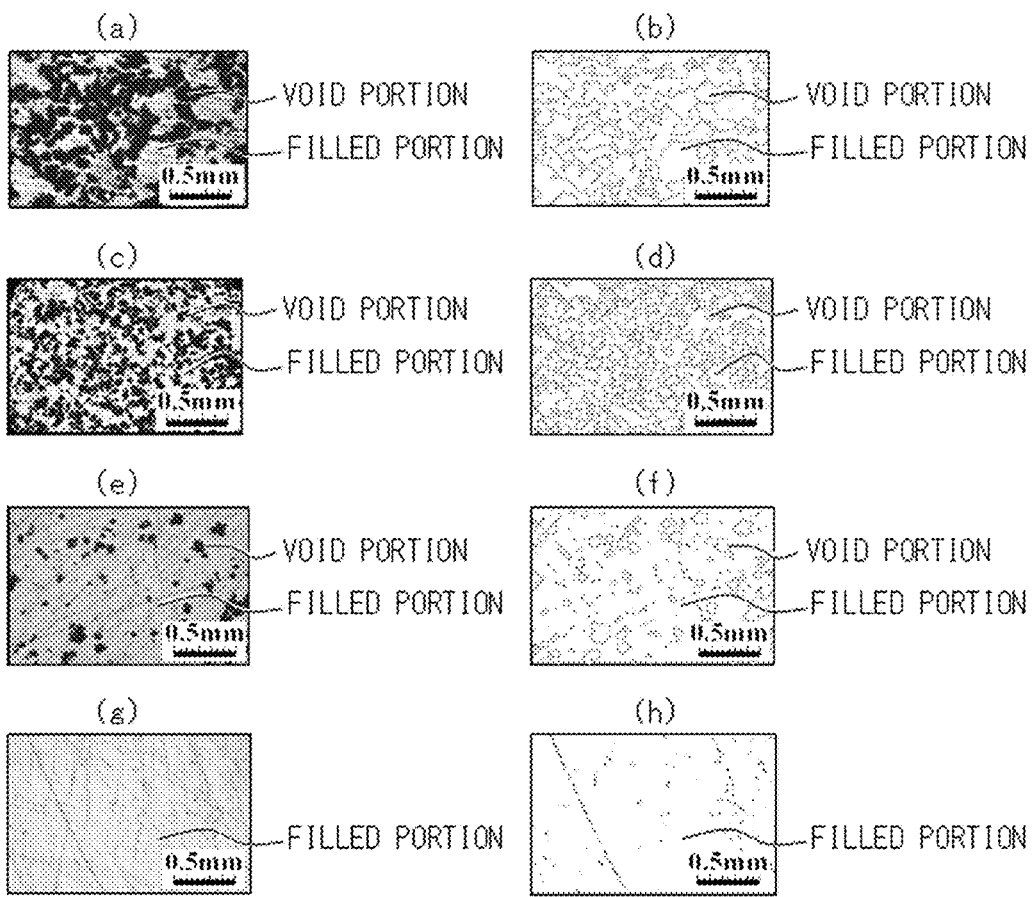 (a)
VOID PORTION
FILLED PORTION
0.5mm
(b)
VOID PORTION
FILLED PORTION
0.5mm
(c)
VOID PORTION
FILLED PORTION
0.5mm
(d)
VOID PORTION
FILLED PORTION
0.5mm
(e)
VOID PORTION
FILLED PORTION
0.5mm
(f)
VOID PORTION
FILLED PORTION
0.5mm
(g)
FILLED PORTION
0.5mm
(h)
FILLED PORTION
0.5mm